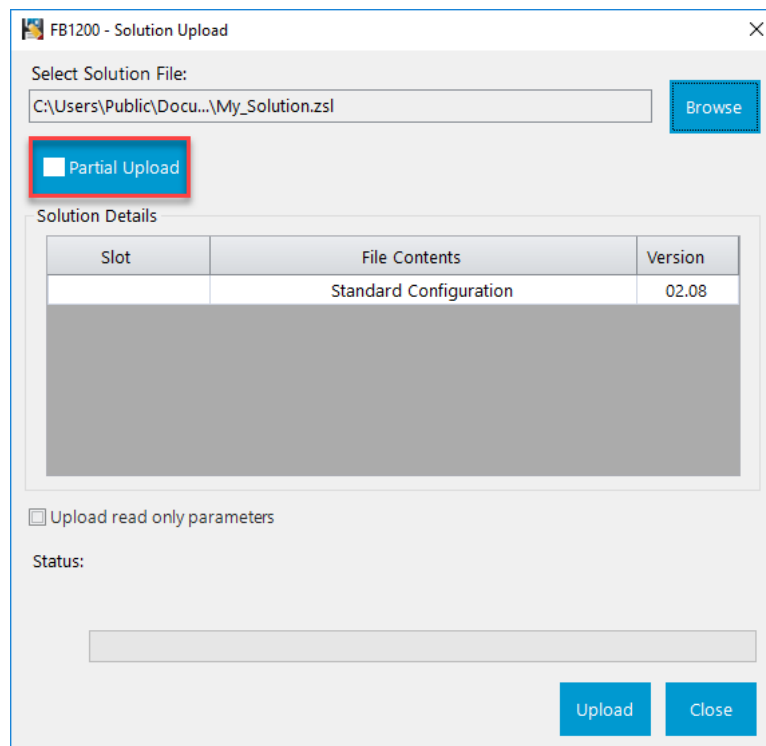 FB1200 - Solution Upload
Select Solution File:
C:\Users\Public\Docu...\My_Solution.zsl
Browse
Partial Upload
Solution Details
Slot File Contents Version
Standard Configuration 02.08
Upload read only parameters
Status:
Upload Close